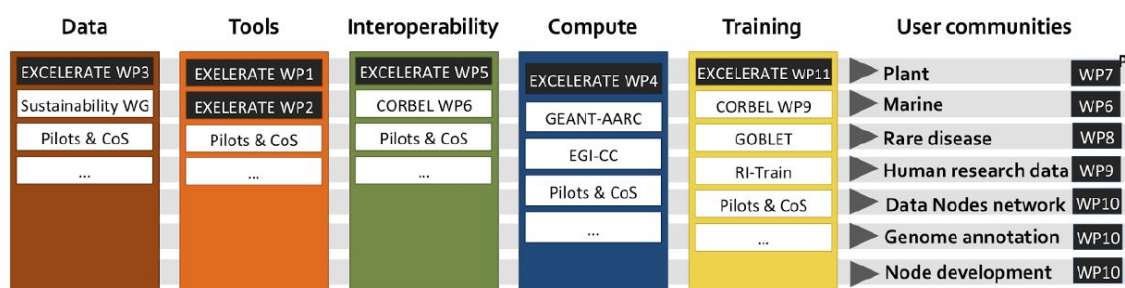 Data
Tools
Interoperability
Compute
Training
User communities
EXCELERATE WP3
Sustainability WG
Pilots & CoS
...
EXELERATE WP1
EXELERATE WP2
Pilots & CoS
...
EXCELERATE WP5
CORBEL WP6
Pilots & CoS
...
EXCELERATE WP4
GEANT-AARC
EGI-CC
Pilots & CoS
...
EXCELERATE WP11
CORBEL WP9
GOBLET
RI-Train
Pilots & CoS
...
Plant WP7
Marine WP6
Rare disease WP8
Human research data WP9
Data Nodes network WP10
Genome annotation WP10
Node development WP10
P